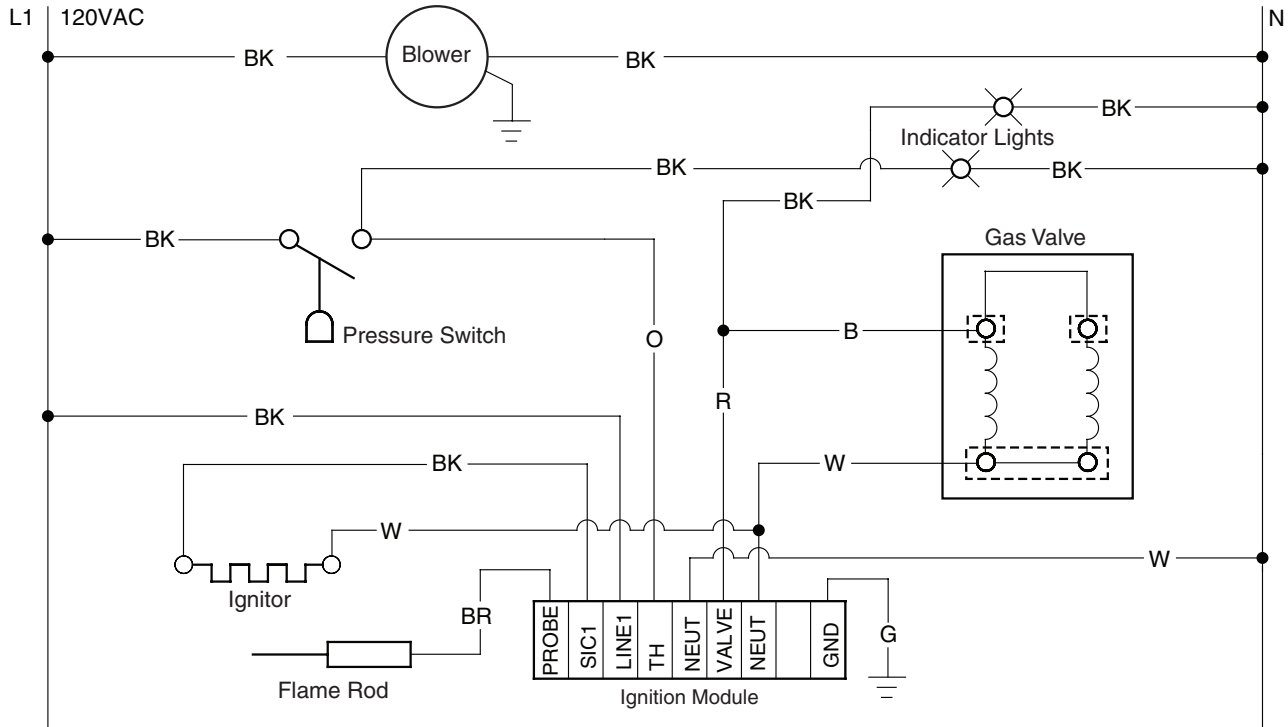 L1 120VAC N
BK Blower BK
BK
Indicator Lights
BK BK
BK
BK
Gas Valve
Pressure Switch
B
O
R
BK
BK W
W
W
Ignitor
BR
PROBE
SIC1
LINE1
TH
NEUT
VALVE
NEUT
GND
G
Flame Rod
Ignition Module